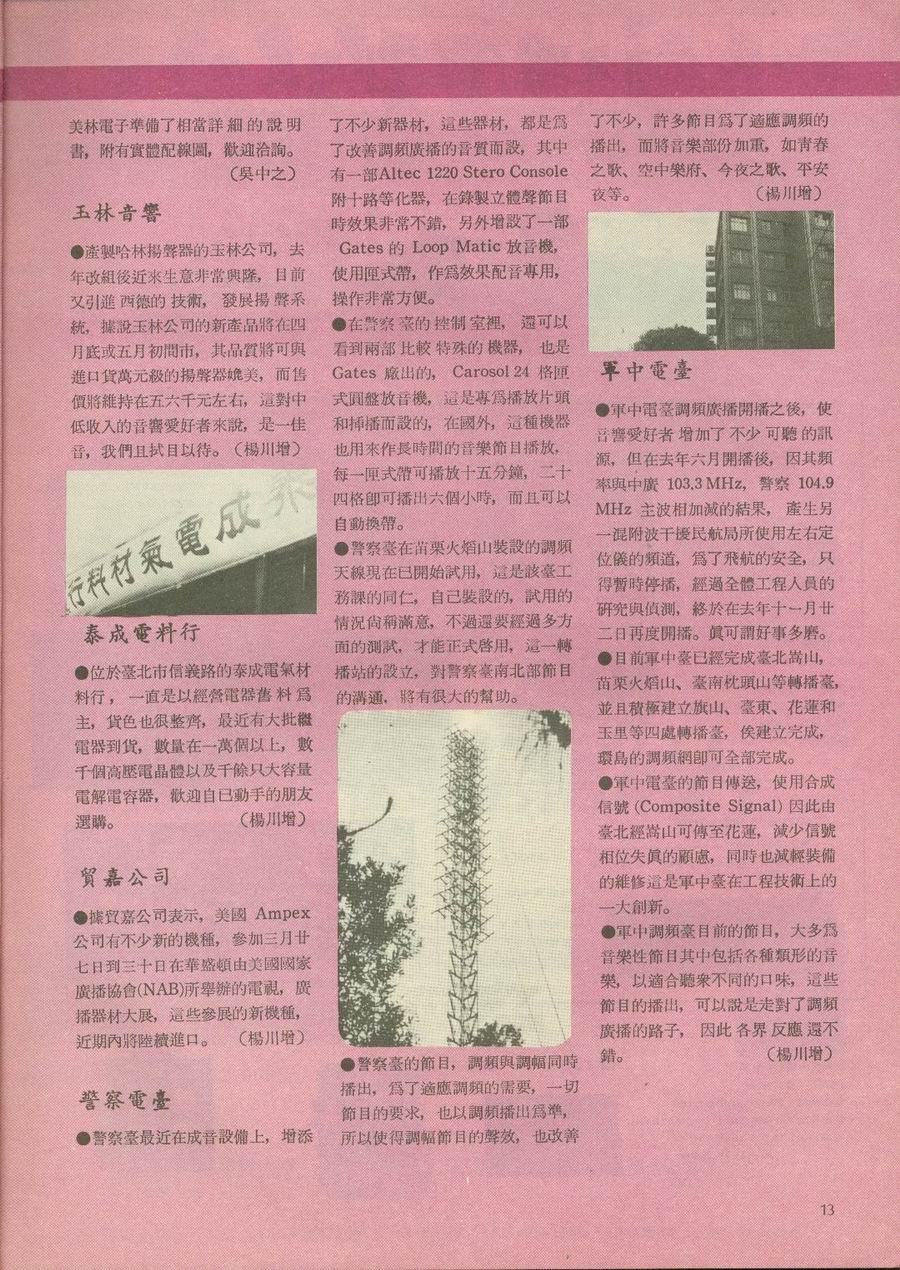 美林電子準備了相當詳細的說明
書，附有實體配線圖，歡迎洽詢。
（吳中之）
玉林音響
●產製哈林揚聲器的玉林公司，去
年改組後近來生意非常興隆，目前
又引進西德的技術，發展揚聲系
統，據說玉林公司的新產品將在四
月底或五月初間市，其品質將可與
進口貨萬元級的揚聲器媲美，而售
價將維持在五六千元左右，這對中
低收入的音響愛好者來說，是一佳
音，我們且拭目以待。（楊川增）
泰成電氣材料行
泰成電料行
●位於臺北市信義路的泰成電氣材
料行，一直是以經營電器舊料爲
主，貨色也很整齊，最近有大批繼
電器到貨，數量在一萬個以上，數
千個高壓電晶體以及千餘只大容量
電解電容器，歡迎自己動手的朋友
選購。（楊川增）
貿嘉公司
●據貿嘉公司表示，美國 Ampex
公司有不少新的機種，參加三月廿
七日到三十日在華盛頓由美國國家
廣播協會(NAB)所舉辦的電視，廣
播器材大展，這些參展的新機種，
近期內將陸續進口。（楊川增）
警察電臺
●警察臺最近在成音設備上，增添
了不少新器材，這些器材，都是爲
了改善調頻廣播的音質而設，其中
有一部Altec 1220 Stero Console
附十路等化器，在錄製立體聲節目
時效果非常不錯，另外增設了一部
Gates 的 Loop Matic 放音機，
使用匣式帶，作爲效果配音專用，
操作非常方便。
●在警察臺的控制室裡，還可以
看到兩部比較特殊的機器，也是
Gates 廠出的，Carosol 24 格匣
式圓盤放音機，這是專爲播放片頭
和挿播而設的，在國外，這種機器
也用來作長時間的音樂節目播放，
每一匣式帶可播放十五分鐘，二十
四格卽可播出六個小時，而且可以
自動換帶。
●警察臺在苗栗火焰山裝設的調頻
天線現在已開始試用，這是該臺工
務課的同仁，自己裝設的，試用的
情況尙稱滿意，不過還要經過多方
面的測試，才能正式啓用，這一轉
播站的設立，對警察臺南北部節目
的溝通，將有很大的幫助。
●警察臺的節目，調頻與調幅同時
播出，爲了適應調頻的需要，一切
節目的要求，也以調頻播出爲準，
所以使得調幅節目的聲效，也改善
了不少，許多節目爲了適應調頻的
播出，而將音樂部份加重，如靑春
之歌、空中樂府、今夜之歌、平安
夜等。（楊川增）
軍中電臺
●軍中電臺調頻廣播開播之後，使
音響愛好者增加了不少可聽的訊
源，但在去年六月開播後，因其頻
率與中廣 103.3 MHz，警察 104.9
MHz 主波相加減的結果，產生另
一混附波干擾民航局所使用左右定
位儀的頻道，爲了飛航的安全，只
得暫時停播，經過全體工程人員的
硏究與偵測，終於在去年十一月廿
二日再度開播。眞可謂好事多磨。
●目前軍中臺已經完成臺北嵩山，
苗栗火焰山、臺南枕頭山等轉播臺，
並且積極建立旗山、臺東、花蓮和
玉里等四處轉播臺，俟建立完成，
環島的調頻網卽可全部完成。
●軍中電臺的節目傳送，使用合成
信號 (Composite Signal) 因此由
臺北經嵩山可傳至花蓮，減少信號
相位失眞的顧慮，同時也減輕裝備
的維修這是軍中臺在工程技術上的
一大創新。
●軍中調頻臺目前的節目，大多爲
音樂性節目其中包括各種類形的音
樂，以適合聽衆不同的口味，這些
節目的播出，可以說是走對了調頻
廣播的路子，因此各界反應還不
錯。（楊川增）
13